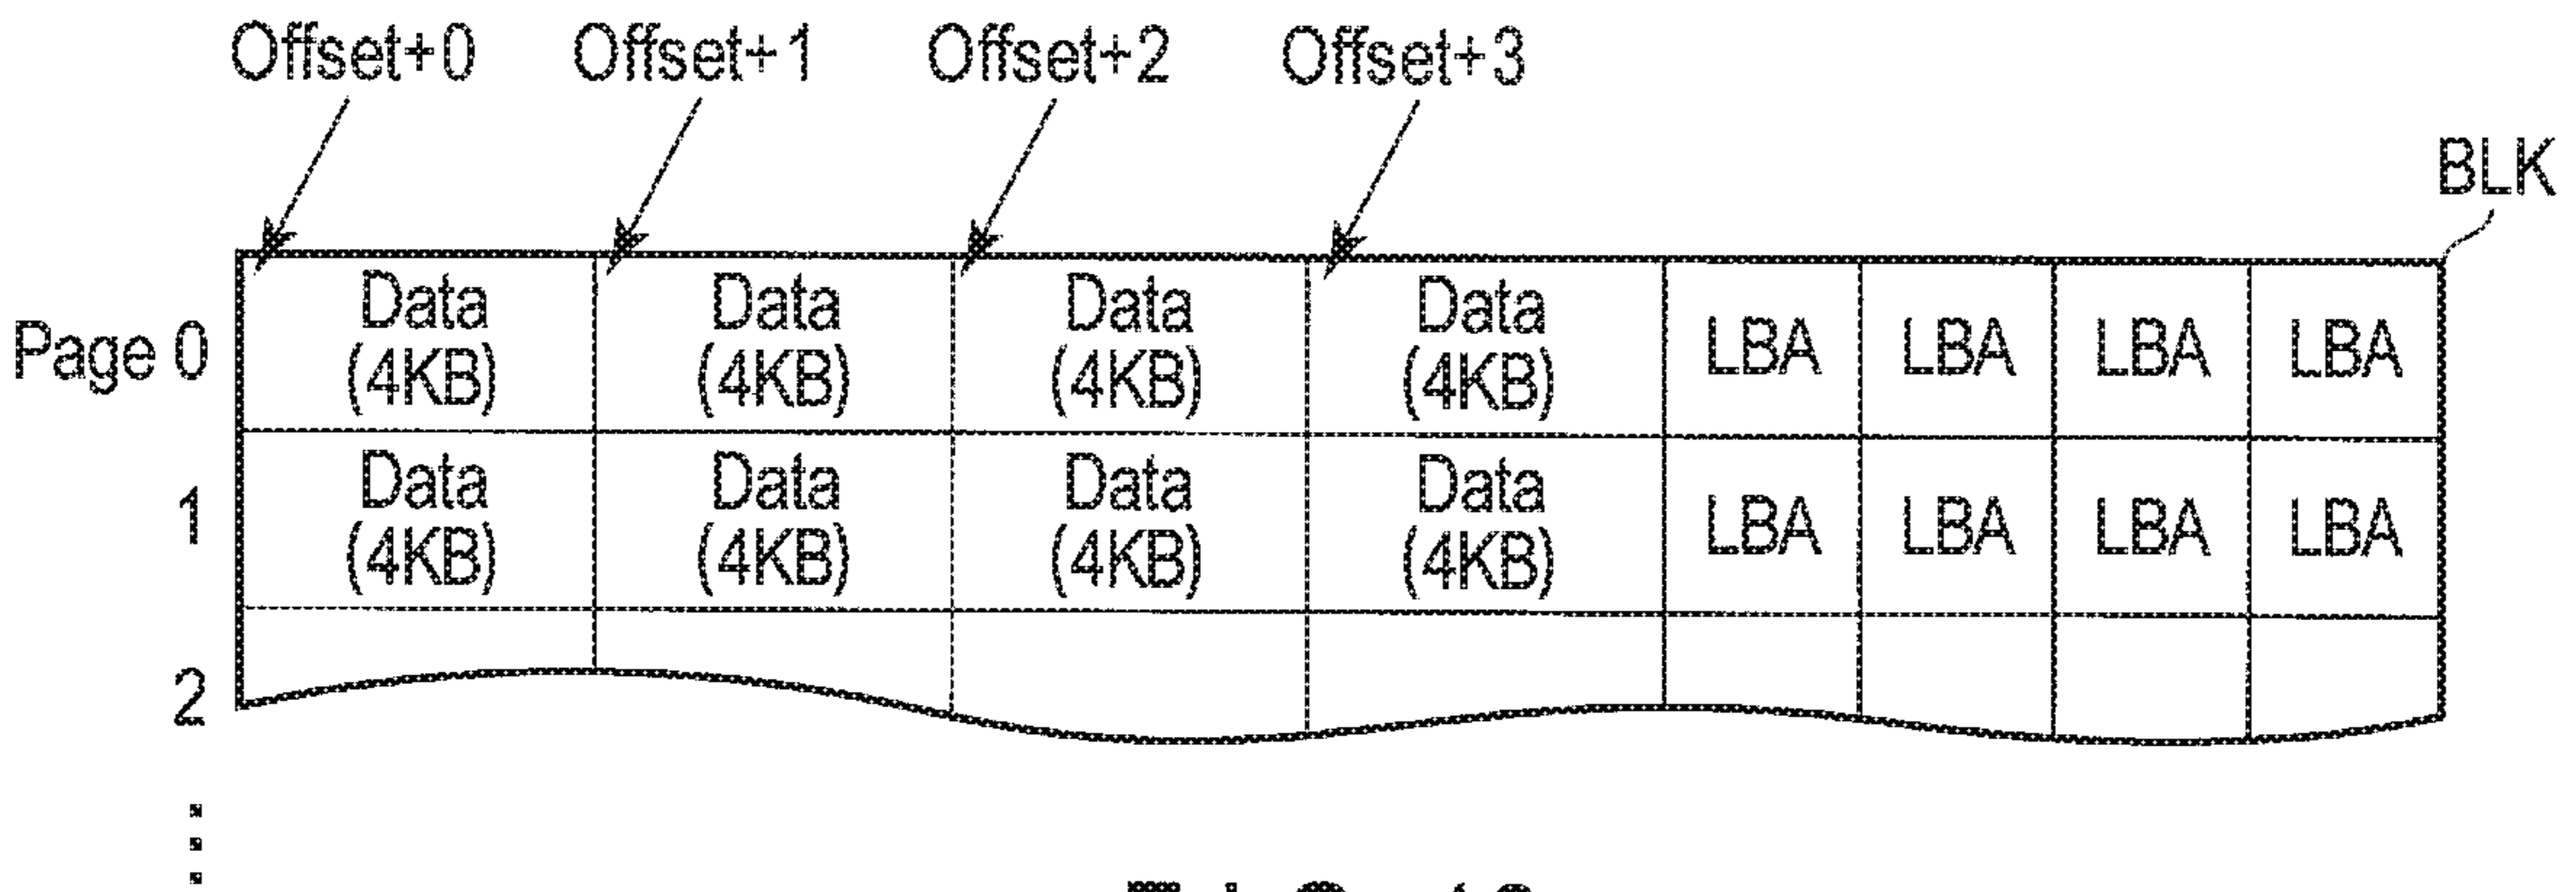 Offset+0 Offset+1 Offset+2 Offset+3
BLK
Page 0 Data (4KB) Data (4KB) Data (4KB) Data (4KB) LBA LBA LBA LBA
1 Data (4KB) Data (4KB) Data (4KB) Data (4KB) LBA LBA LBA LBA
2